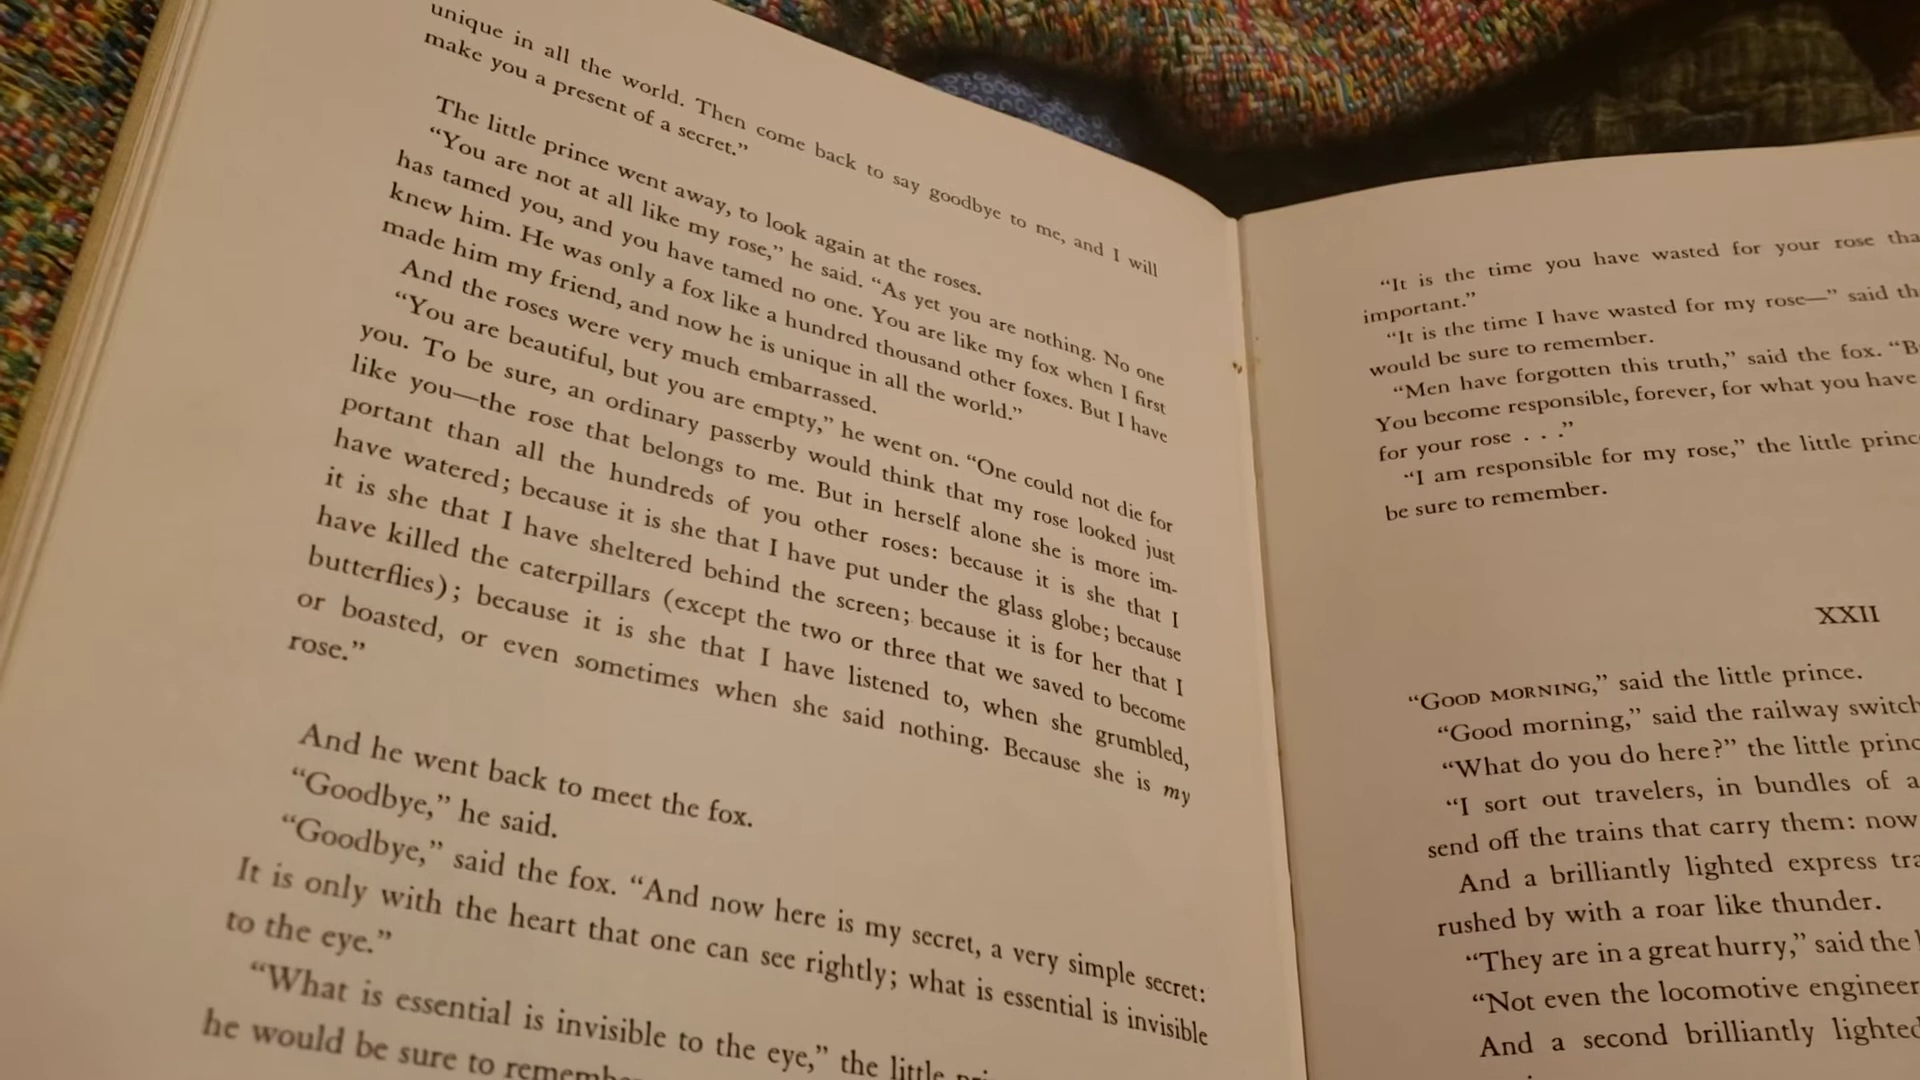 unique in all the world. Then come back to say goodbye to me, and I will
make you a present of a secret.”
The little prince went away, to look again at the roses.
“You are not at all like my rose,” he said. “As yet you are nothing. No one
has tamed you, and you have tamed no one. You are like my fox when I first
knew him. He was only a fox like a hundred thousand other foxes. But I have
made him my friend, and now he is unique in all the world.”
And the roses were very much embarrassed.
“You are beautiful, but you are empty,” he went on. “One could not die for
you. To be sure, an ordinary passerby would think that my rose looked just
like you—the rose that belongs to me. But in herself alone she is more im-
portant than all the hundreds of you other roses: because it is she that I
have watered; because it is she that I have put under the glass globe; because
it is she that I have sheltered behind the screen; because it is for her that I
have killed the caterpillars (except the two or three that we saved to become
butterflies); because it is she that I have listened to, when she grumbled,
or boasted, or even sometimes when she said nothing. Because she is my
rose.”
And he went back to meet the fox.
“Goodbye,” he said.
“Goodbye,” said the fox. “And now here is my secret, a very simple secret:
It is only with the heart that one can see rightly; what is essential is invisible
to the eye.”
“What is essential is invisible to the eye,” the little
he would be sure to
“It is the time you have wasted for your rose
important.”
“It is the time I have wasted for my rose—” said
would be sure to remember.
“Men have forgotten this truth,” said the fox.
You become responsible, forever, for what you have
for your rose . . .”
“I am responsible for my rose,” the little
be sure to remember.
XXII
“GOOD MORNING,” said the little prince.
“Good morning,” said the railway
“What do you do here?” the little
“I sort out travelers, in bundles of
send off the trains that carry them: now
And a brilliantly lighted express
rushed by with a roar like thunder.
“They are in a great hurry,” said the
“Not even the locomotive engineer
And a second brilliantly lighted